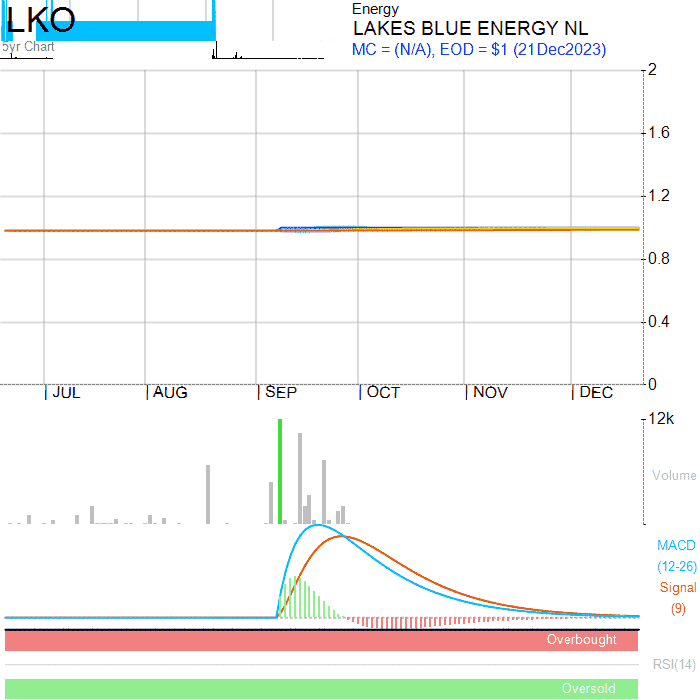 LKO
5yr Chart
Energy
LAKES BLUE ENERGY NL
MC = (N/A), EOD = $1 (21Dec2023)
2
1.6
1.2
0.8
0.4
0
JUL AUG SEP OCT NOV DEC
12k
Volume
MACD
(12-26)
Signal
(9)
Overbought
RSI(14)
Oversold